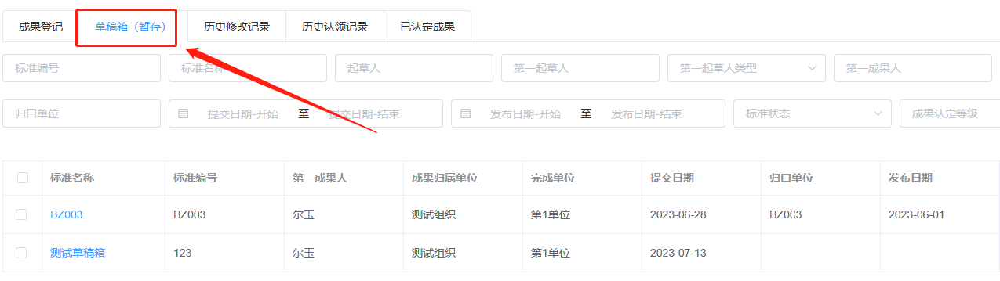 成果登记 草稿箱（暂存） 历史修改记录 历史认领记录 已认定成果
标准编号 标准名称 起草人 第一起草人 第一起草人类型 第一成果人
归口单位 提交日期-开始 至 提交日期-结束 发布日期-开始 至 发布日期-结束 标准状态 成果认定等级
标准名称 标准编号 第一成果人 成果归属单位 完成单位 提交日期 归口单位 发布日期
BZ003 BZ003 尔玉 测试组织 第1单位 2023-06-28 BZ003 2023-06-01
测试草稿箱 123 尔玉 测试组织 第1单位 2023-07-13